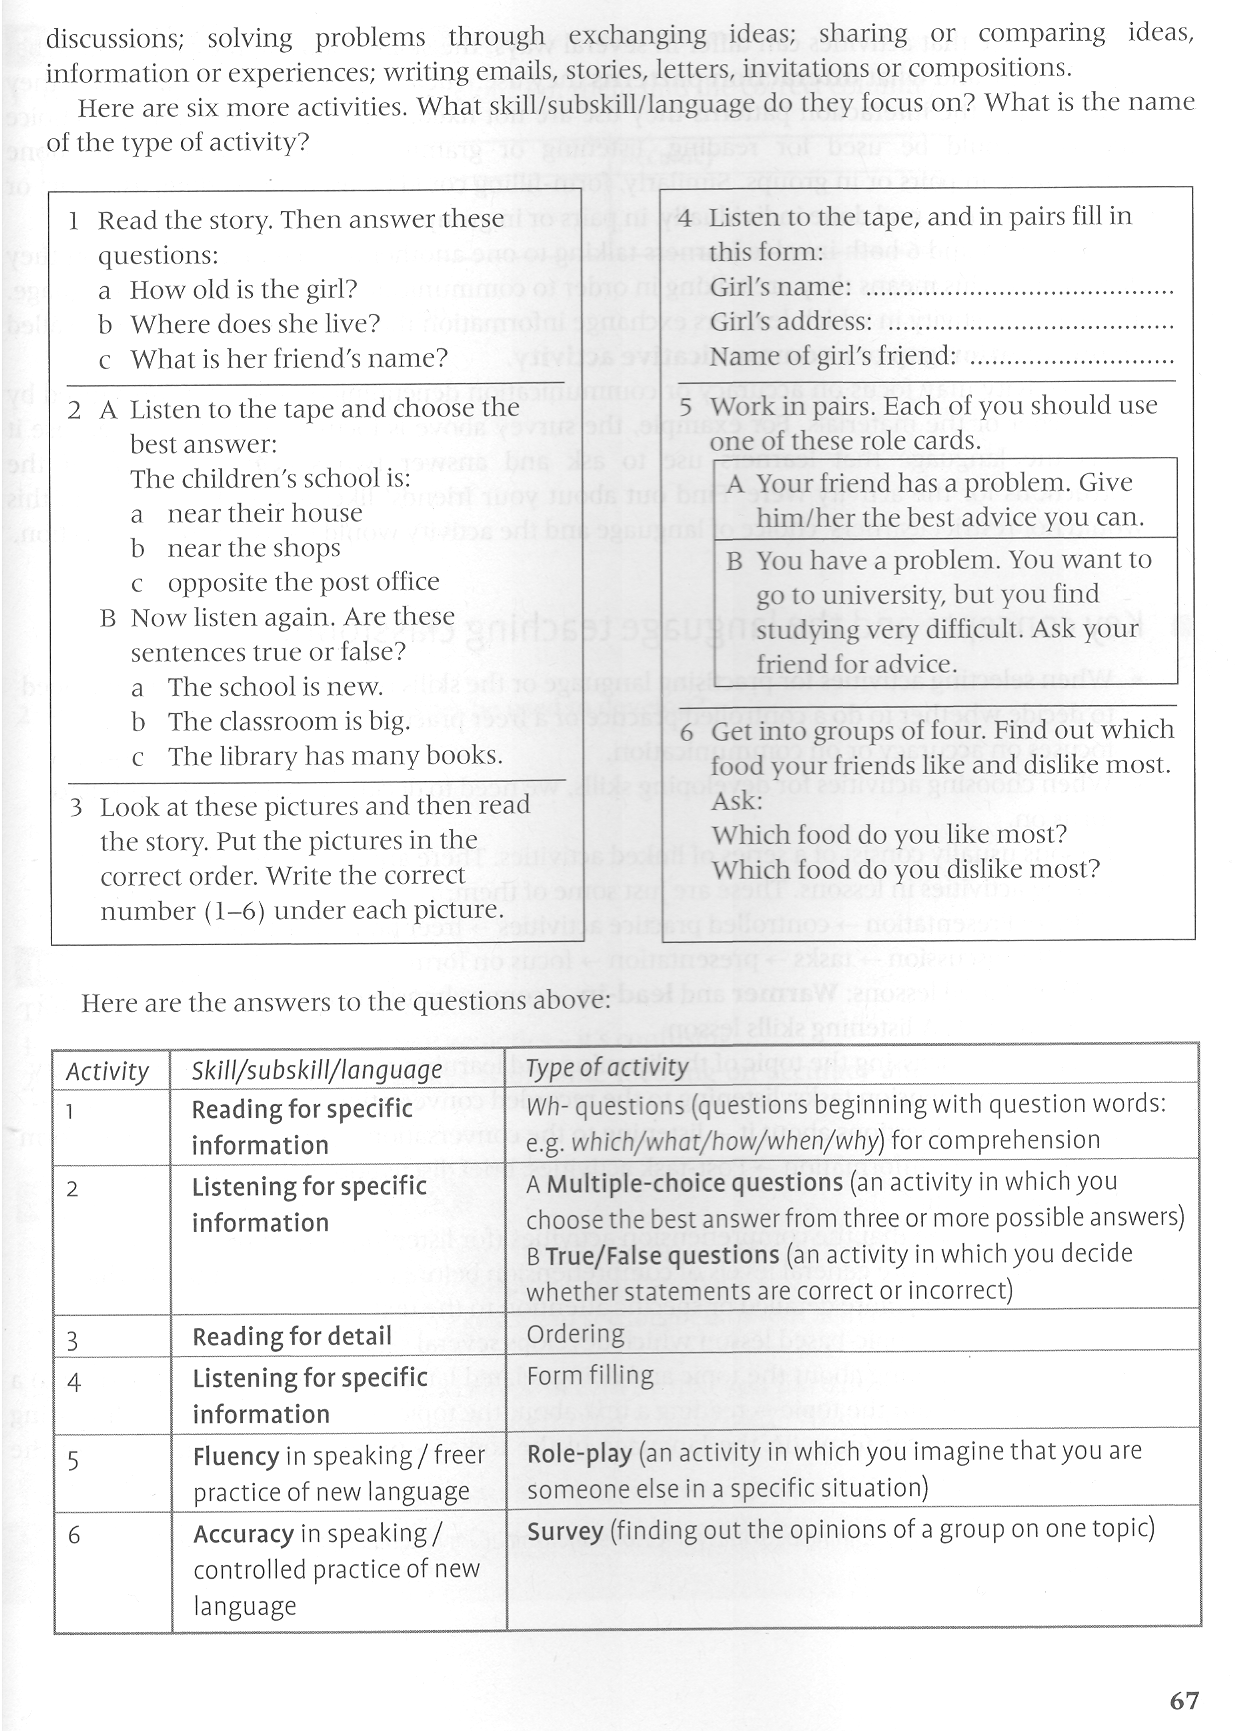 discussions; solving problems through exchanging ideas; sharing or comparing ideas,
information or experiences; writing emails, stories, letters, invitations or compositions.
Here are six more activities. What skill/subskill/language do they focus on? What is the name
of the type of activity?
1 Read the story. Then answer these
questions:
a How old is the girl?
b Where does she live?
c What is her friend's name?
2 A Listen to the tape and choose the
best answer:
The children's school is:
a near their house
b near the shops
c opposite the post office
B Now listen again. Are these
sentences true or false?
a The school is new.
b The classroom is big.
c The library has many books.
3 Look at these pictures and then read
the story. Put the pictures in the
correct order. Write the correct
number (1–6) under each picture.
4 Listen to the tape, and in pairs fill in
this form:
Girl's name: ................................................
Girl's address: .............................................
Name of girl's friend: ................................
5 Work in pairs. Each of you should use
one of these role cards.
A Your friend has a problem. Give
him/her the best advice you can.
B You have a problem. You want to
go to university, but you find
studying very difficult. Ask your
friend for advice.
6 Get into groups of four. Find out which
food your friends like and dislike most.
Ask:
Which food do you like most?
Which food do you dislike most?
Here are the answers to the questions above:
Activity Skill/subskill/language Type of activity
1 Reading for specific Wh- questions (questions beginning with question words:
information e.g. which/what/how/when/why) for comprehension
2 Listening for specific A Multiple-choice questions (an activity in which you
information choose the best answer from three or more possible answers)
B True/False questions (an activity in which you decide
whether statements are correct or incorrect)
3 Reading for detail Ordering
4 Listening for specific Form filling
information
5 Fluency in speaking / freer Role-play (an activity in which you imagine that you are
practice of new language someone else in a specific situation)
6 Accuracy in speaking / Survey (finding out the opinions of a group on one topic)
controlled practice of new
language
67